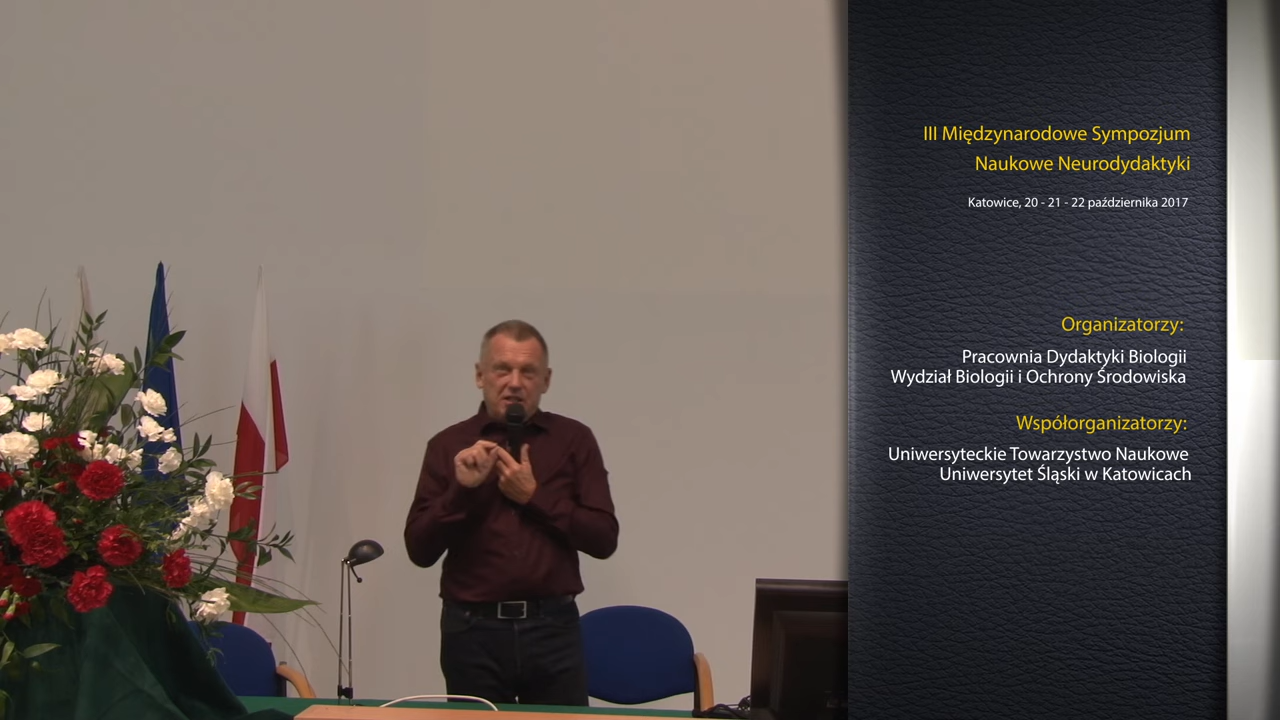 III Międzynarodowe Sympozjum
Naukowe Neurodydaktyki
Katowice, 20 - 21 - 22 października 2017
Organizatorzy:
Pracownia Dydaktyki Biologii
Wydział Biologii i Ochrony Środowiska
Współorganizatorzy:
Uniwersyteckie Towarzystwo Naukowe
Uniwersytet Śląski w Katowicach